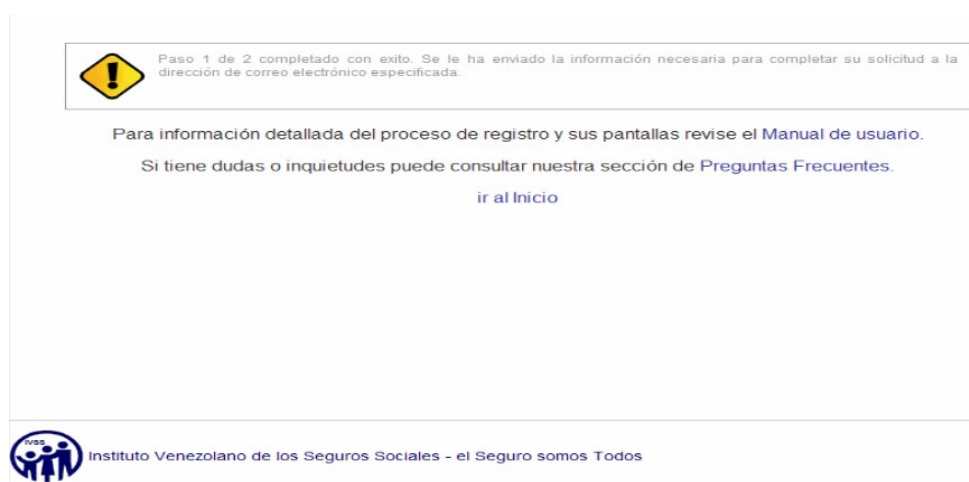 Paso 1 de 2 completado con exito. Se le ha enviado la información necesaria para completar su solicitud a la
dirección de correo electrónico especificada.
Para información detallada del proceso de registro y sus pantallas revise el Manual de usuario.
Si tiene dudas o inquietudes puede consultar nuestra sección de Preguntas Frecuentes.
ir al Inicio
IVSS
Instituto Venezolano de los Seguros Sociales - el Seguro somos Todos